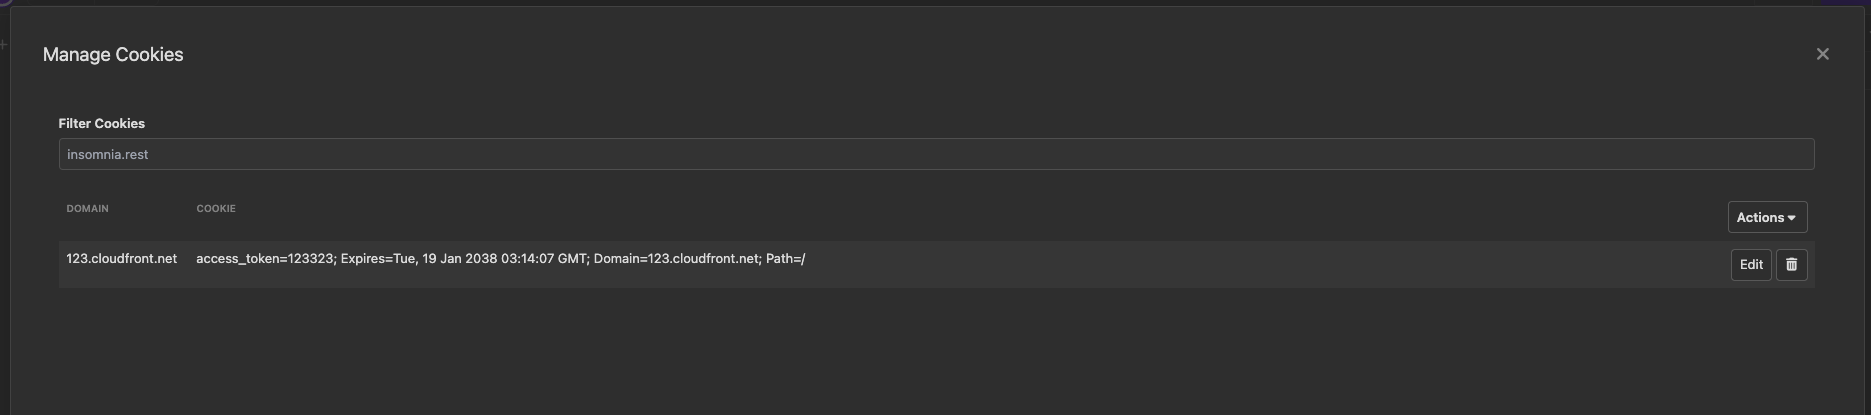 Manage Cookies
Filter Cookies
insomnia.rest
DOMAIN COOKIE
Actions
123.cloudfront.net access_token=123323; Expires=Tue, 19 Jan 2038 03:14:07 GMT; Domain=123.cloudfront.net; Path=/
Edit